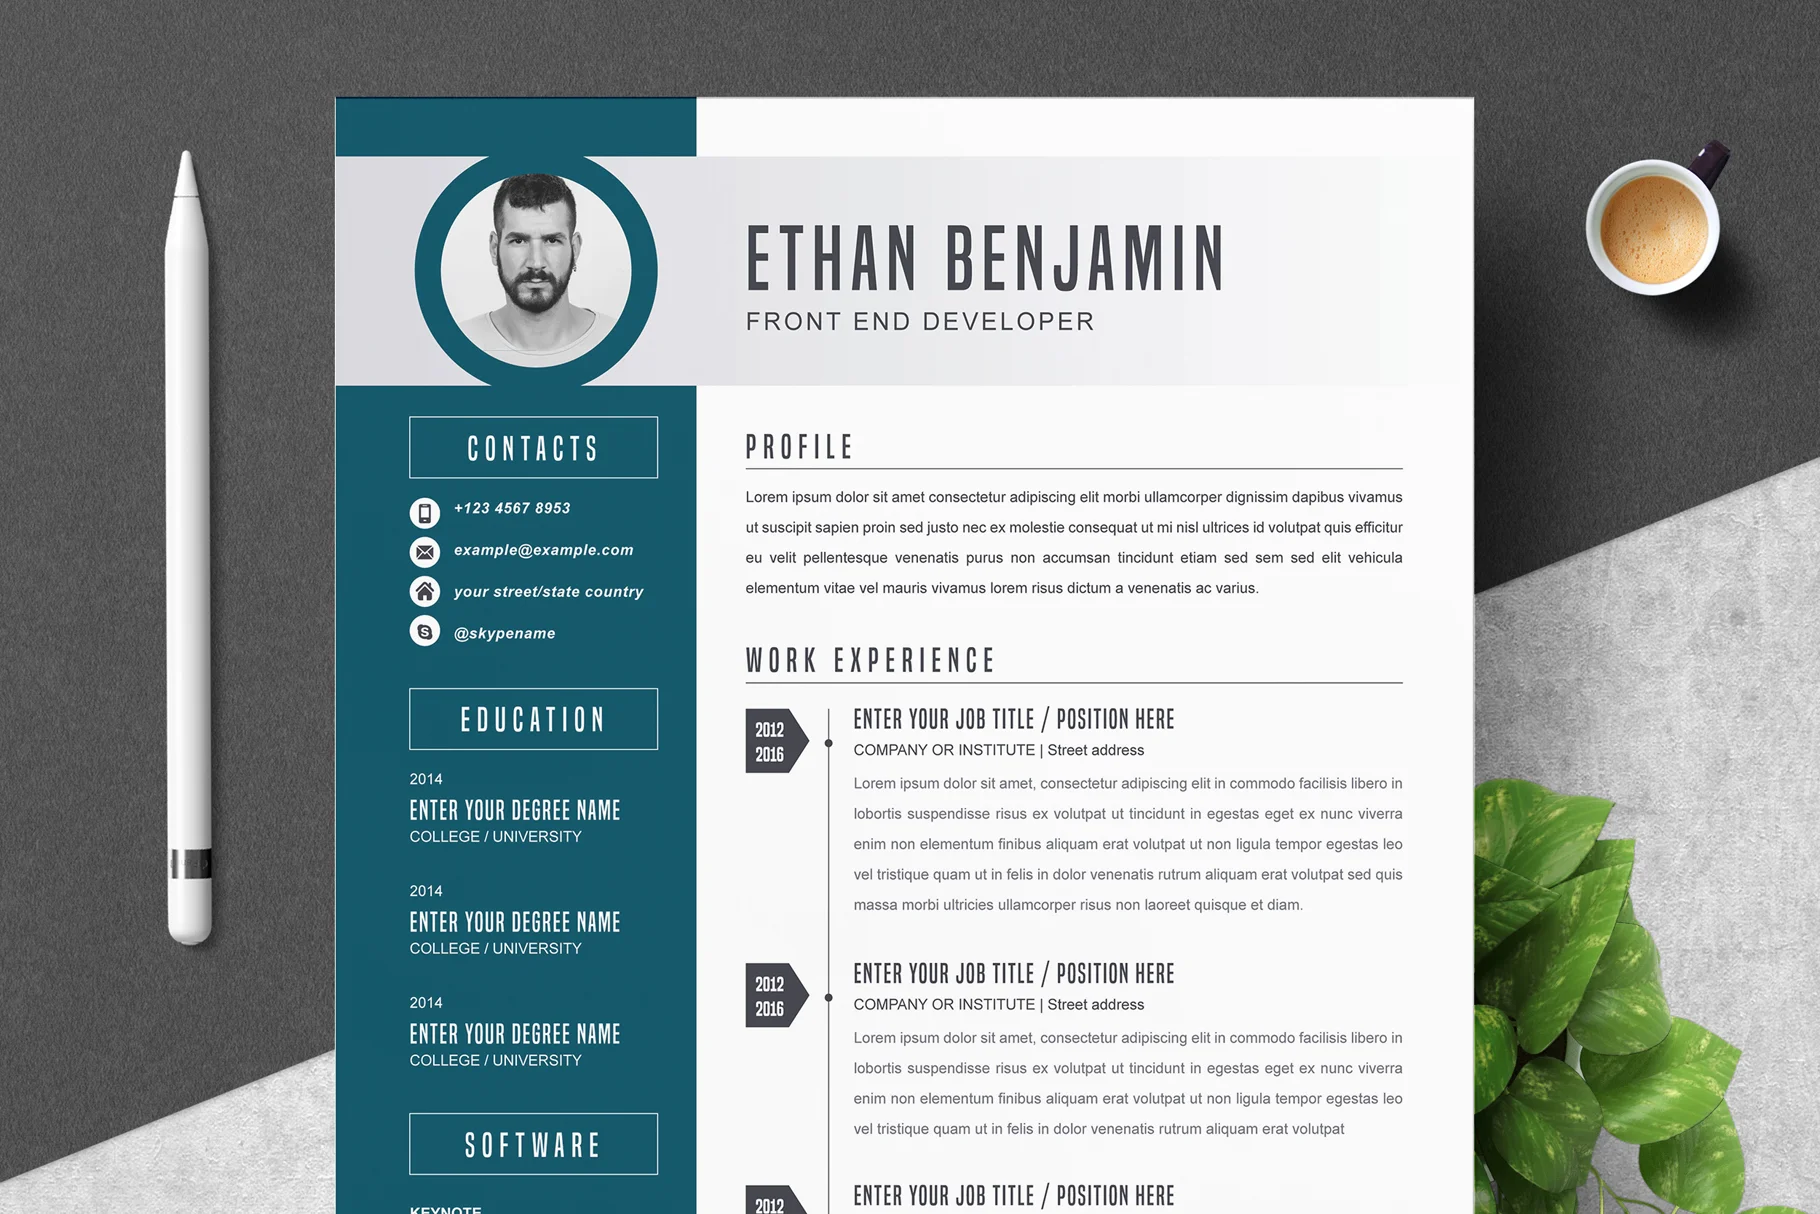 ETHAN BENJAMIN
FRONT END DEVELOPER
CONTACTS
+123 4567 8953
example@example.com
your street/state country
@skypename
EDUCATION
2014
ENTER YOUR DEGREE NAME
COLLEGE / UNIVERSITY
2014
ENTER YOUR DEGREE NAME
COLLEGE / UNIVERSITY
2014
ENTER YOUR DEGREE NAME
COLLEGE / UNIVERSITY
SOFTWARE
KEYNOTE
PROFILE
Lorem ipsum dolor sit amet consectetur adipiscing elit morbi ullamcorper dignissim dapibus vivamus
ut suscipit sapien proin sed justo nec ex molestie consequat ut mi nisl ultrices id volutpat quis efficitur
eu velit pellentesque venenatis purus non accumsan tincidunt etiam sed sem sed elit vehicula
elementum vitae vel mauris vivamus lorem risus dictum a venenatis ac varius.
WORK EXPERIENCE
2012
2016
ENTER YOUR JOB TITLE / POSITION HERE
COMPANY OR INSTITUTE | Street address
Lorem ipsum dolor sit amet, consectetur adipiscing elit in commodo facilisis libero in
lobortis suspendisse risus ex volutpat ut tincidunt in egestas eget ex nunc viverra
enim non elementum finibus aliquam erat volutpat ut non ligula tempor egestas leo
vel tristique quam ut in felis in dolor venenatis rutrum aliquam erat volutpat sed quis
massa morbi ultricies ullamcorper risus non laoreet quisque et diam.
2012
2016
ENTER YOUR JOB TITLE / POSITION HERE
COMPANY OR INSTITUTE | Street address
Lorem ipsum dolor sit amet, consectetur adipiscing elit in commodo facilisis libero in
lobortis suspendisse risus ex volutpat ut tincidunt in egestas eget ex nunc viverra
enim non elementum finibus aliquam erat volutpat ut non ligula tempor egestas leo
vel tristique quam ut in felis in dolor venenatis rutrum aliquam erat volutpat
2012
ENTER YOUR JOB TITLE / POSITION HERE